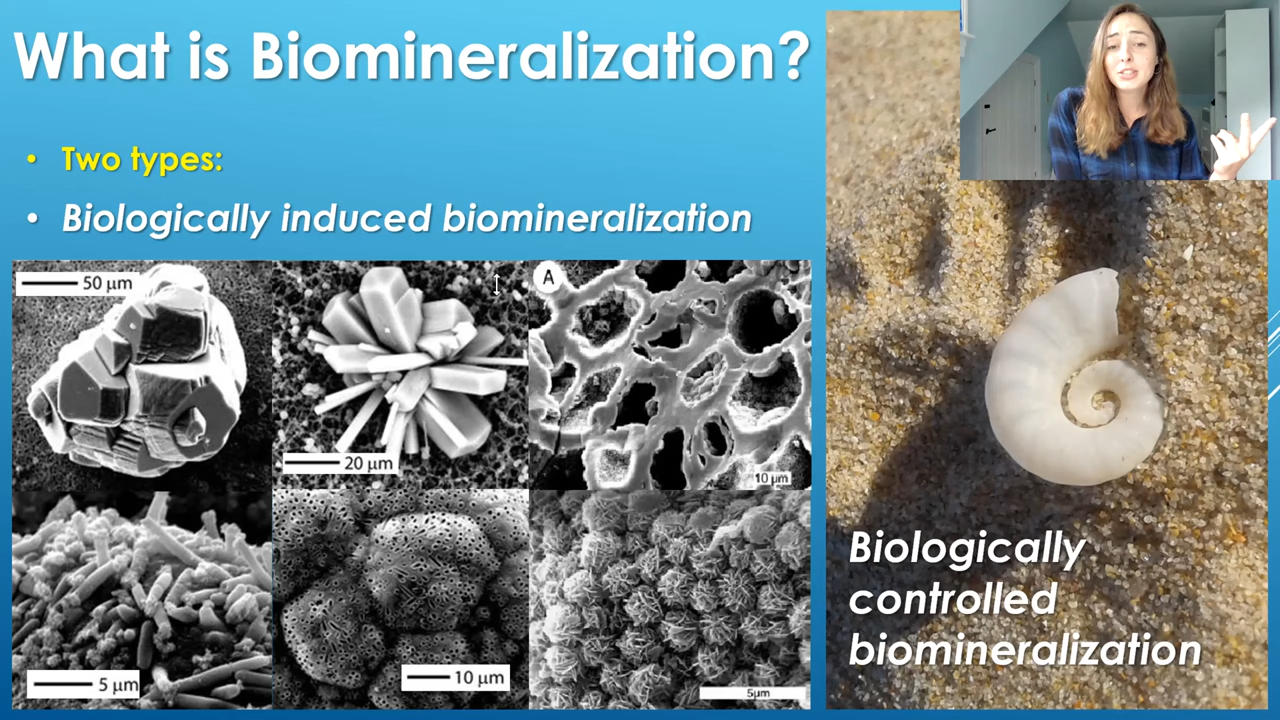 What is Biomineralization?
• Two types:
• Biologically induced biomineralization
50 µm
20 µm
A
10 µm
5 µm
10 µm
5µm
Biologically
controlled
biomineralization